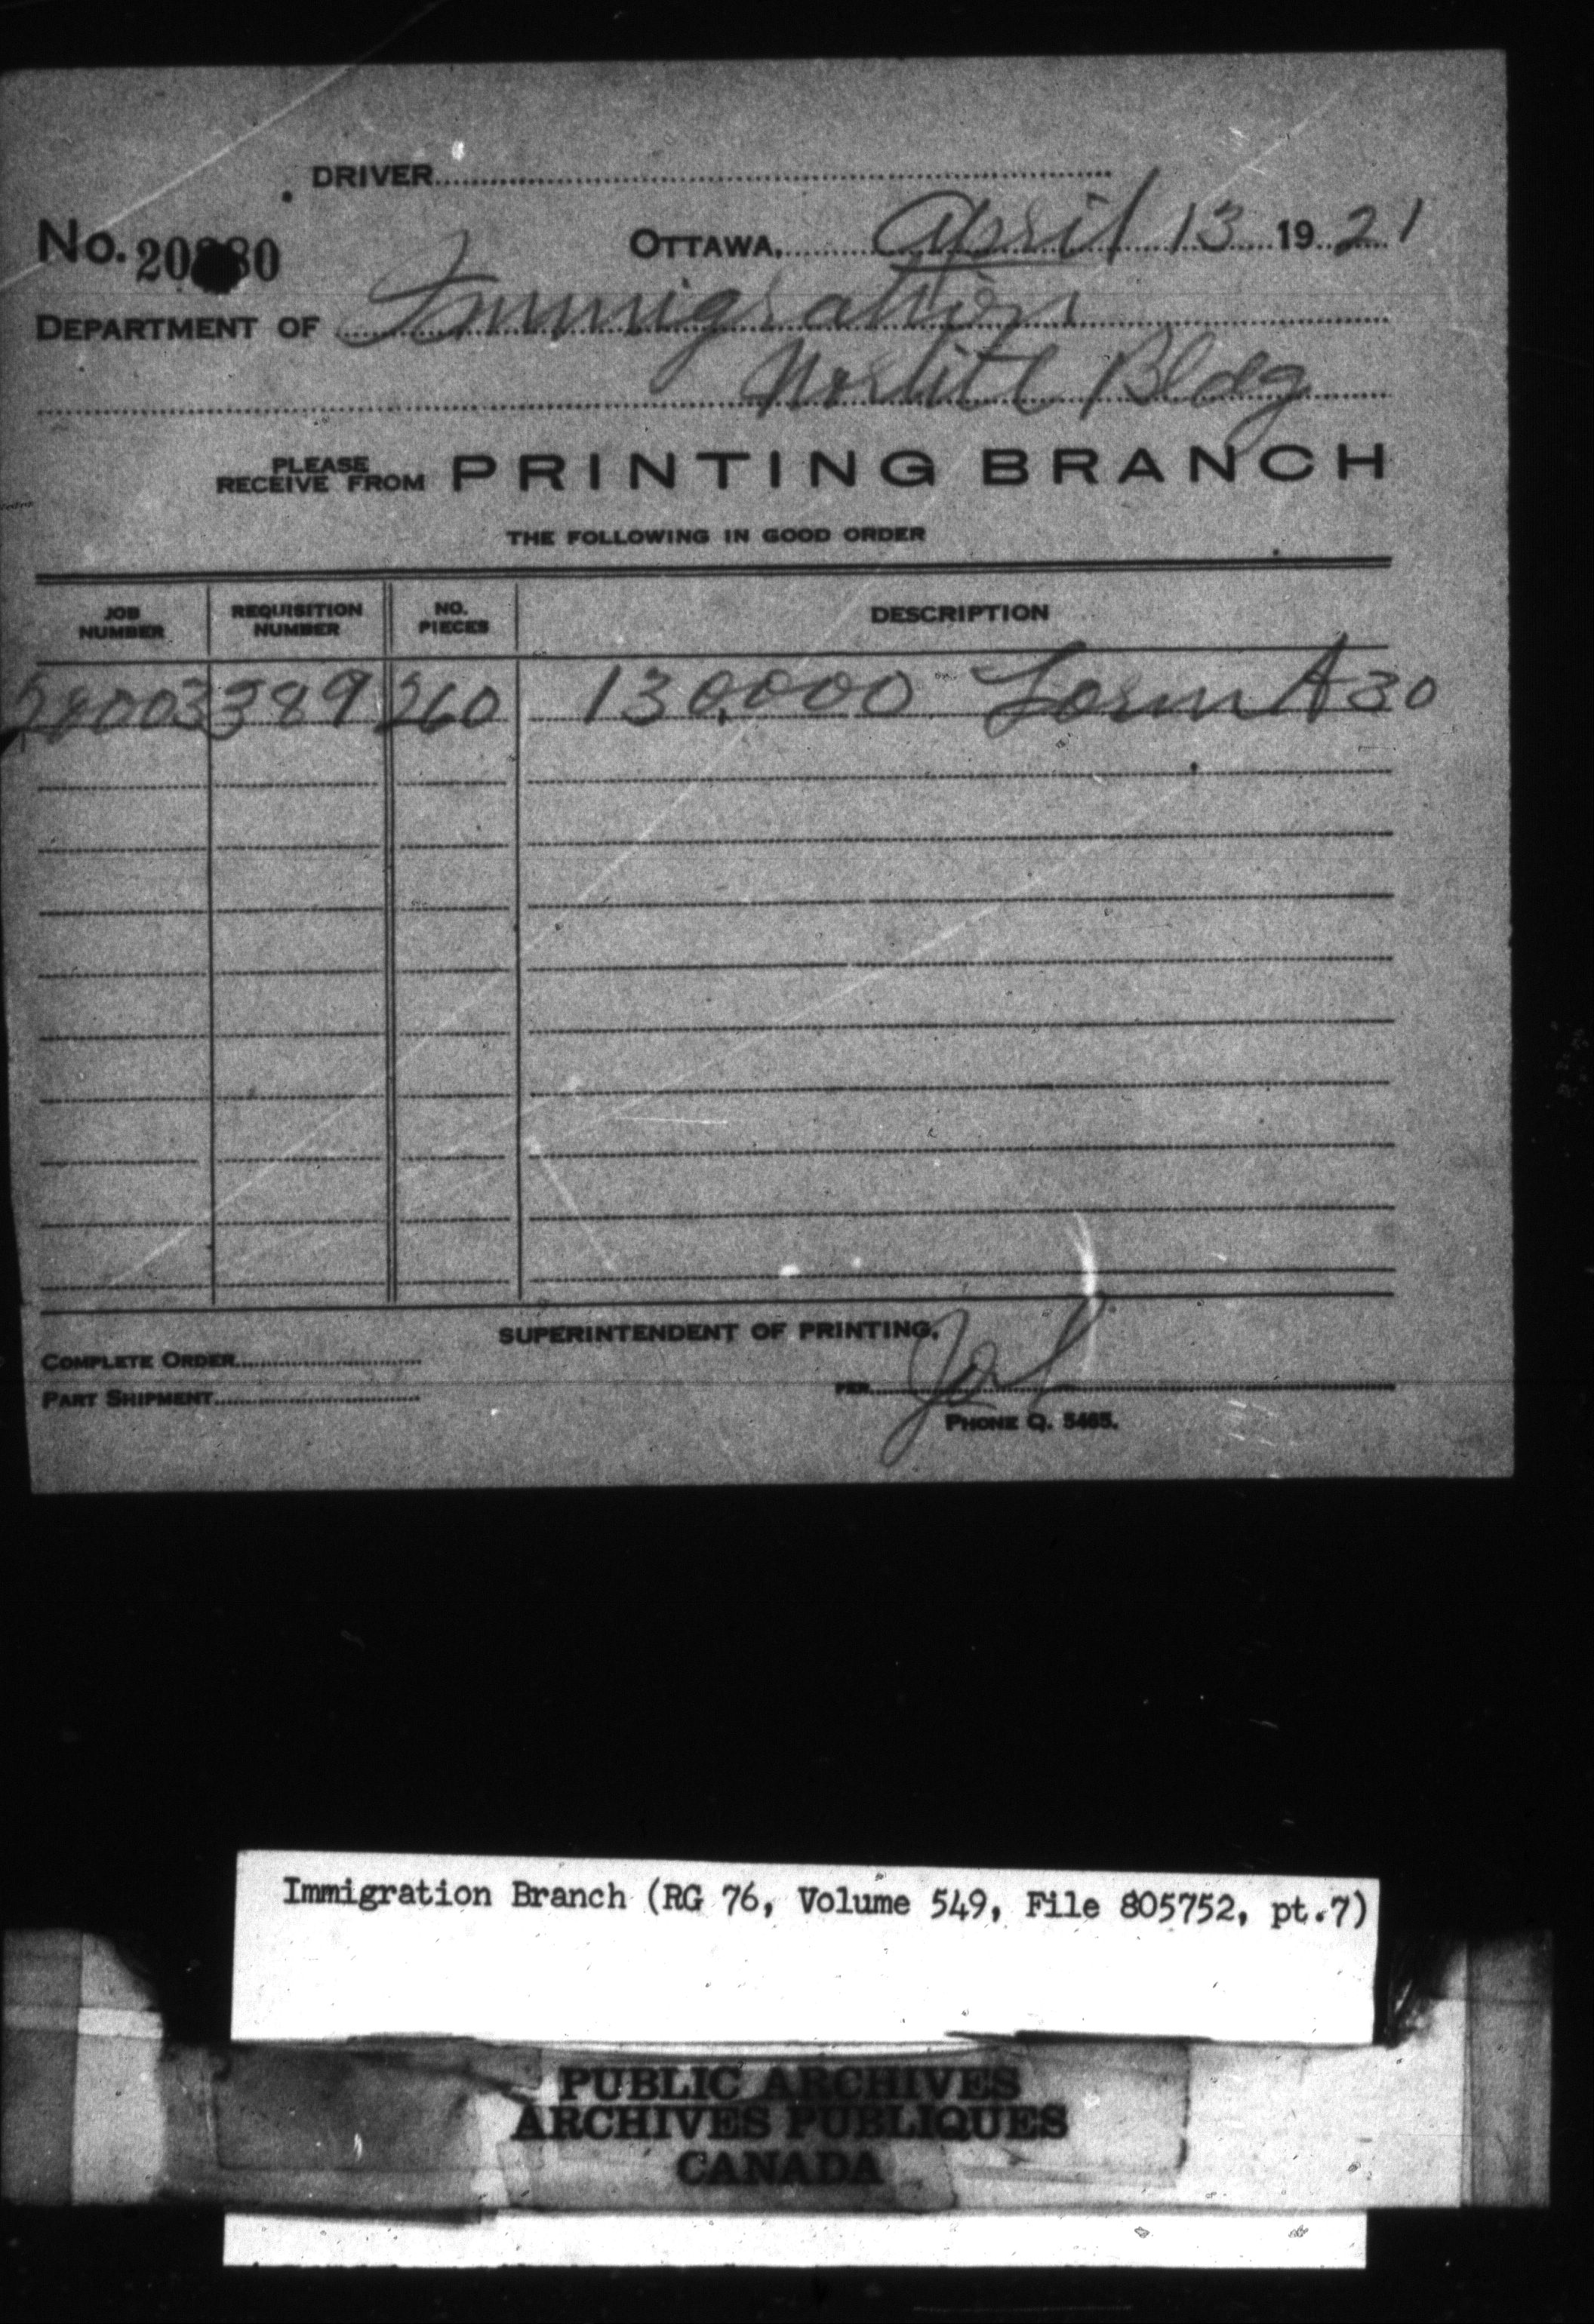 DRIVER
No. 20 80 OTTAWA, April 13 1921
DEPARTMENT OF Immigration
Norlite Bldg
PLEASE RECEIVE FROM PRINTING BRANCH
THE FOLLOWING IN GOOD ORDER
JOB NUMBER REQUISITION NUMBER NO. PIECES DESCRIPTION
389 260 130,000 Form A 30
SUPERINTENDENT OF PRINTING,
COMPLETE ORDER
PART SHIPMENT PER
PHONE Q. 5465.
Immigration Branch (RG 76, Volume 549, File 805752, pt.7)
PUBLIC ARCHIVES
ARCHIVES PUBLIQUES
CANADA